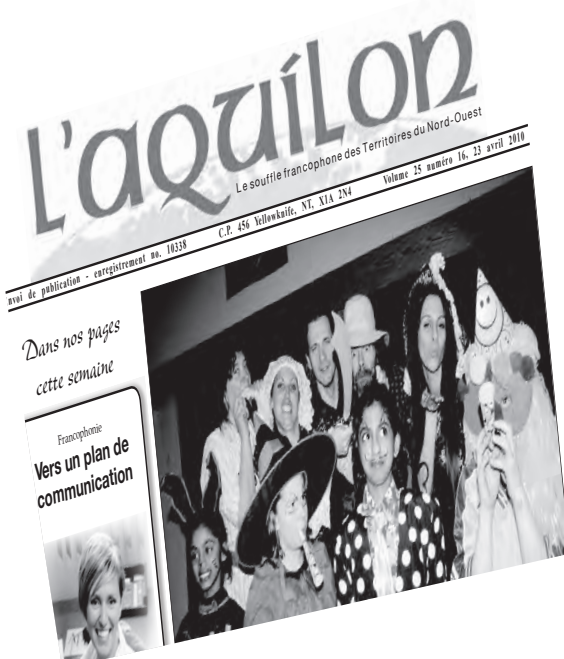 L'aquilon
Le souffle francophone des Territoires du Nord-Ouest
nvoi de publication - enregistrement no. 10338 C.P. 456 Yellowknife, NT, X1A 2N4 Volume 25 numéro 16, 23 avril 2010
Dans nos pages
cette semaine
Francophonie
Vers un plan de
communication